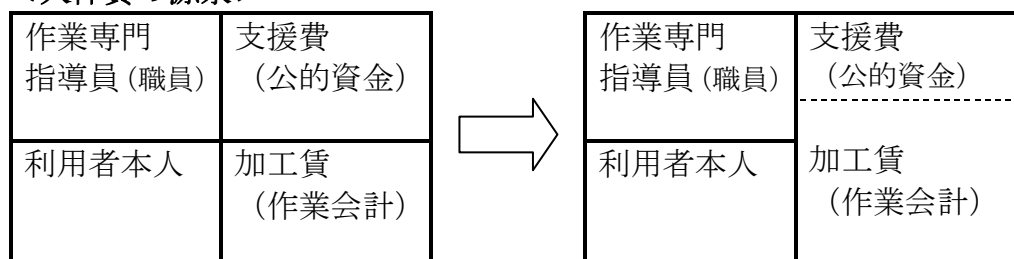 作業専門
指導員(職員)
支援費
（公的資金）
利用者本人
加工賃
（作業会計）
作業専門
指導員(職員)
支援費
（公的資金）
利用者本人
加工賃
（作業会計）